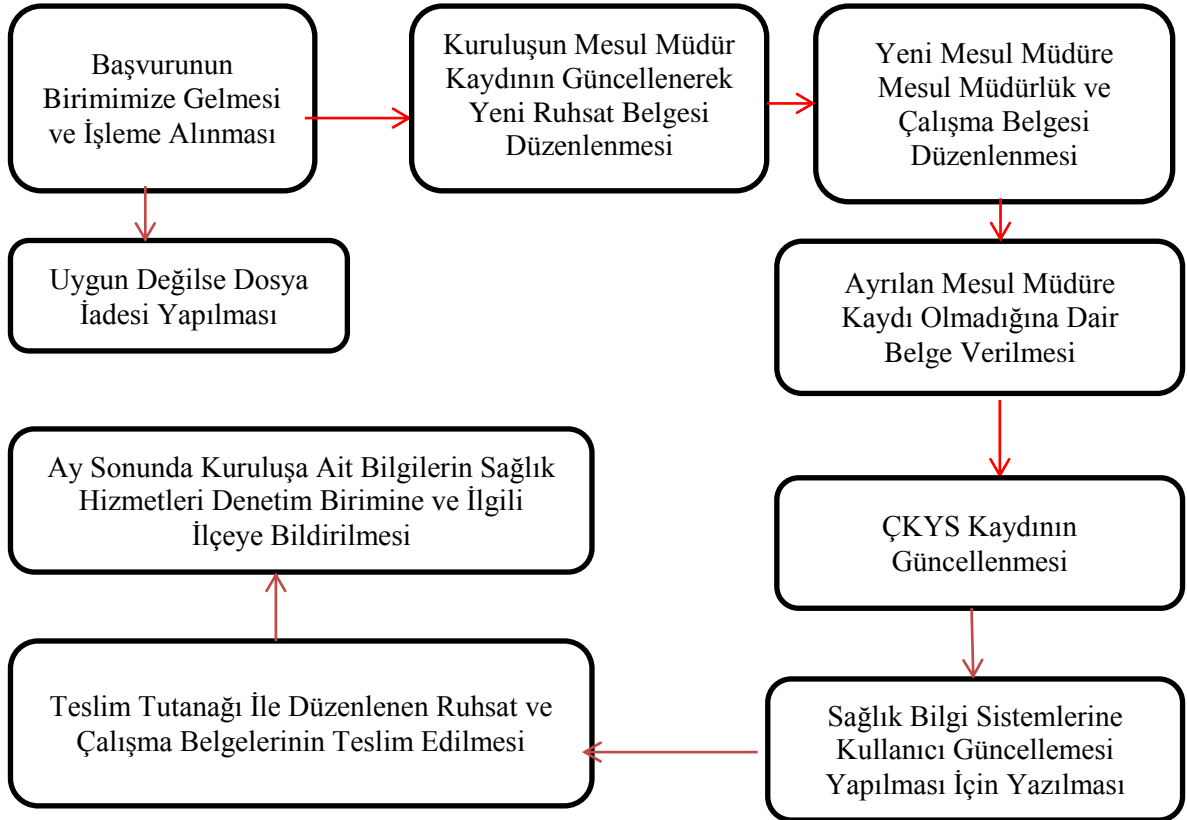 Başvurunun
Birimimize Gelmesi
ve İşleme Alınması
Kuruluşun Mesul Müdür
Kaydının Güncellenerek
Yeni Ruhsat Belgesi
Düzenlenmesi
Yeni Mesul Müdüre
Mesul Müdürlük ve
Çalışma Belgesi
Düzenlenmesi
Uygun Değilse Dosya
İadesi Yapılması
Ayrılan Mesul Müdüre
Kaydı Olmadığına Dair
Belge Verilmesi
ÇKYS Kaydının
Güncellenmesi
Sağlık Bilgi Sistemlerine
Kullanıcı Güncellemesi
Yapılması İçin Yazılması
Teslim Tutanağı İle Düzenlenen Ruhsat ve
Çalışma Belgelerinin Teslim Edilmesi
Ay Sonunda Kuruluşa Ait Bilgilerin Sağlık
Hizmetleri Denetim Birimine ve İlgili
İlçeye Bildirilmesi